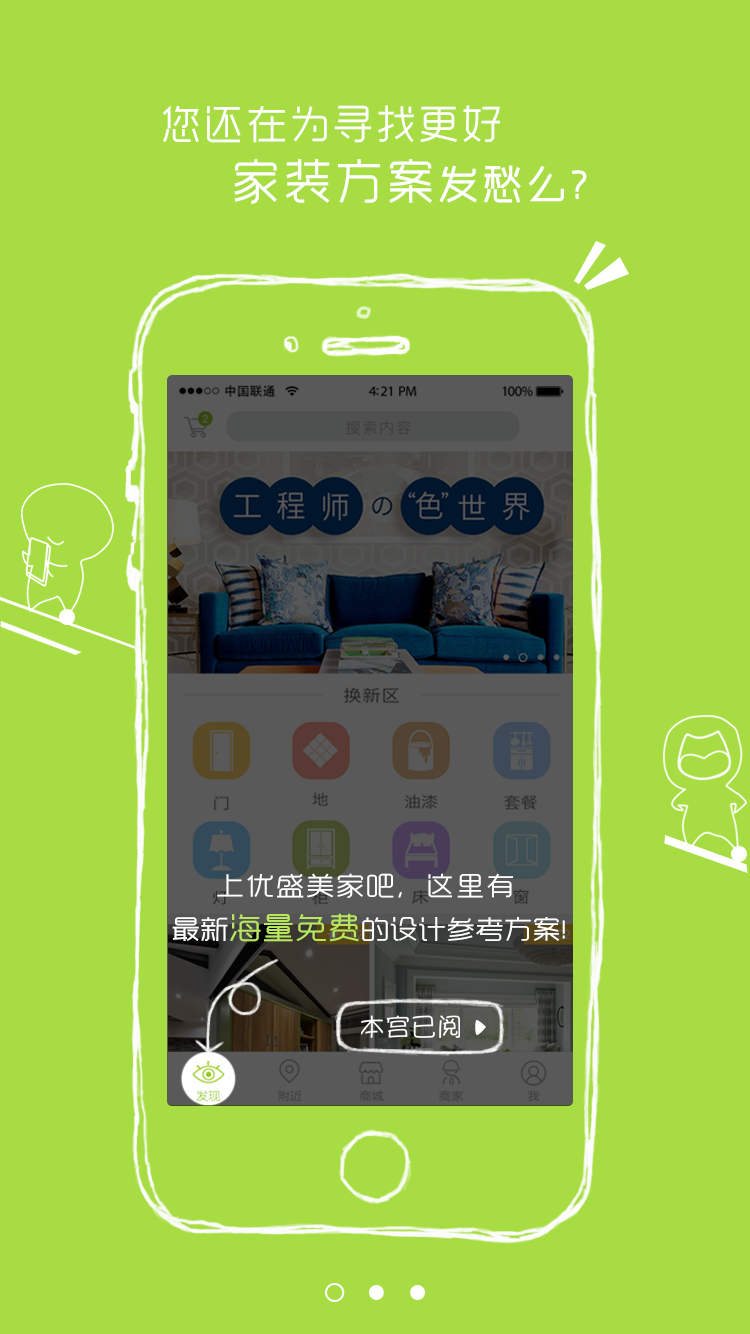 您还在为寻找更好
家装方案发愁么?
中国联通 4:21 PM 100%
2
搜索内容
工程师の“色”世界
换新区
门 地 油漆 套餐
灯 柜 床 窗
上优盛美家吧，这里有
最新海量免费的设计参考方案!
本宫已阅
发现 附近 商城 商家 我